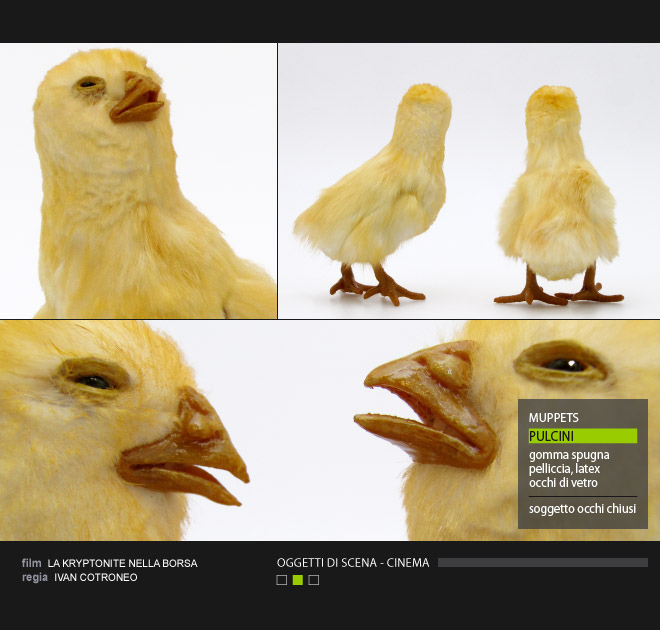 MUPPETS
PULCINI
gomma spugna
pelliccia, latex
occhi di vetro
soggetto occhi chiusi
film LA KRYPTONITE NELLA BORSA
regia IVAN COTRONEO
OGGETTI DI SCENA - CINEMA